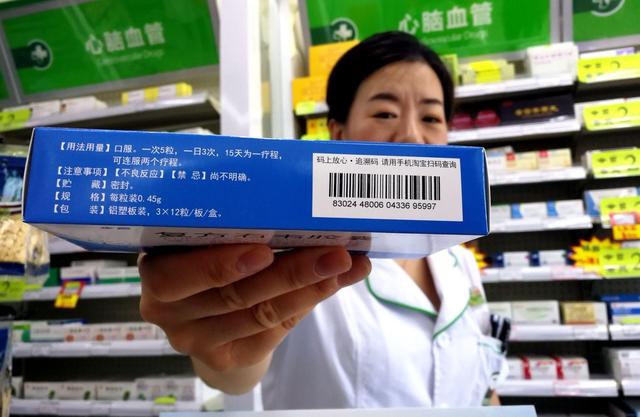 心脑血管
心脑血管
【用法用量】口服。一次5粒，一日3次，15天为一疗程，
可连服两个疗程。
【注意事项】【不良反应】【禁 忌】尚不明确。
【贮 藏】密封。
【规 格】每粒装0.45g
【包 装】铝塑板装，3×12粒/板/盒。
码上放心·追溯码 请用手机淘宝扫码查询
83024 48006 04336 95997